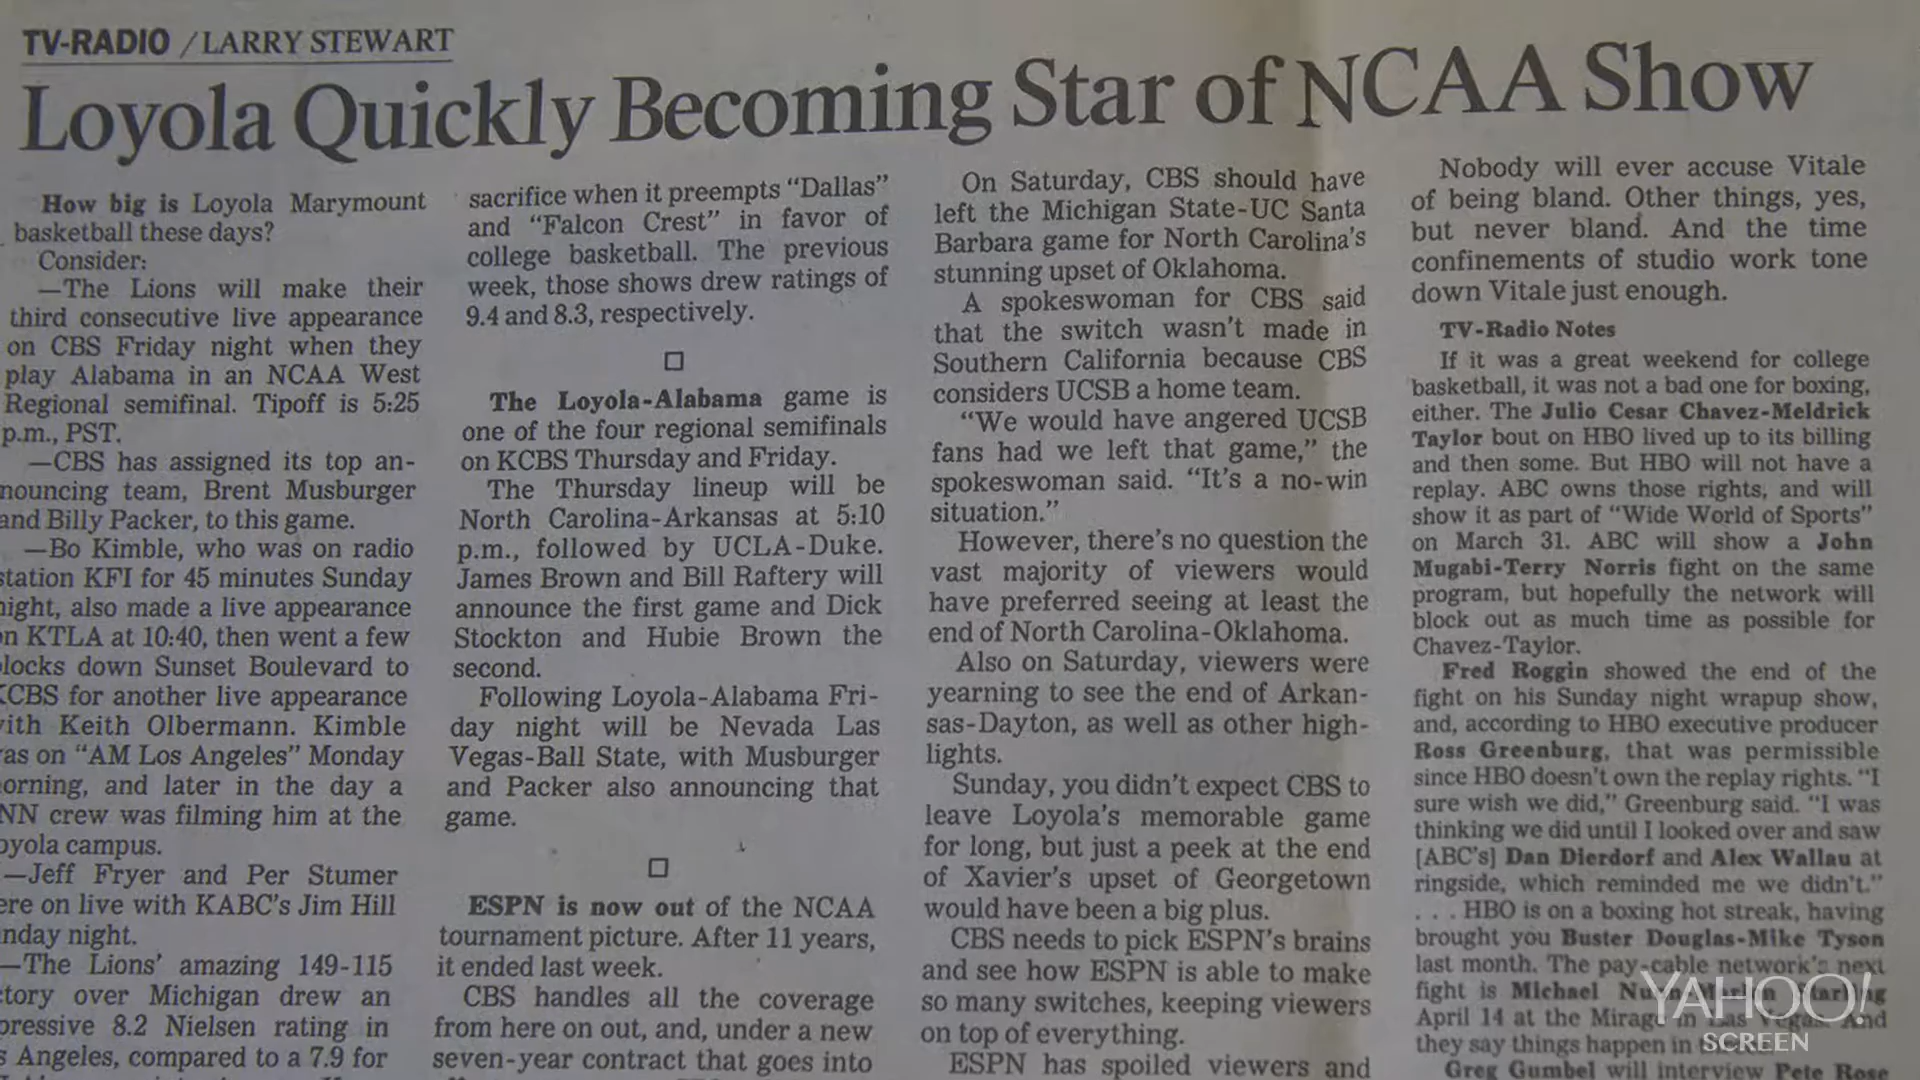 TV-RADIO / LARRY STEWART
Loyola Quickly Becoming Star of NCAA Show
How big is Loyola Marymount
basketball these days?
Consider:
—The Lions will make their
third consecutive live appearance
on CBS Friday night when they
play Alabama in an NCAA West
Regional semifinal. Tipoff is 5:25
p.m., PST.
—CBS has assigned its top an-
nouncing team, Brent Musburger
and Billy Packer, to this game.
—Bo Kimble, who was on radio
station KFI for 45 minutes Sunday
night, also made a live appearance
on KTLA at 10:40, then went a few
locks down Sunset Boulevard to
KCBS for another live appearance
with Keith Olbermann. Kimble
as on “AM Los Angeles” Monday
orning, and later in the day a
NN crew was filming him at the
oyola campus.
—Jeff Fryer and Per Stumer
ere on live with KABC's Jim Hill
nday night.
—The Lions' amazing 149-115
tory over Michigan drew an
pressive 8.2 Nielsen rating in
s Angeles, compared to a 7.9 for
sacrifice when it preempts “Dallas”
and “Falcon Crest” in favor of
college basketball. The previous
week, those shows drew ratings of
9.4 and 8.3, respectively.
The Loyola-Alabama game is
one of the four regional semifinals
on KCBS Thursday and Friday.
The Thursday lineup will be
North Carolina-Arkansas at 5:10
p.m., followed by UCLA-Duke.
James Brown and Bill Raftery will
announce the first game and Dick
Stockton and Hubie Brown the
second.
Following Loyola-Alabama Fri-
day night will be Nevada Las
Vegas-Ball State, with Musburger
and Packer also announcing that
game.
ESPN is now out of the NCAA
tournament picture. After 11 years,
it ended last week.
CBS handles all the coverage
from here on out, and, under a new
seven-year contract that goes into
On Saturday, CBS should have
left the Michigan State-UC Santa
Barbara game for North Carolina's
stunning upset of Oklahoma.
A spokeswoman for CBS said
that the switch wasn't made in
Southern California because CBS
considers UCSB a home team.
“We would have angered UCSB
fans had we left that game,” the
spokeswoman said. “It's a no-win
situation.”
However, there's no question the
vast majority of viewers would
have preferred seeing at least the
end of North Carolina-Oklahoma.
Also on Saturday, viewers were
yearning to see the end of Arkan-
sas-Dayton, as well as other high-
lights.
Sunday, you didn't expect CBS to
leave Loyola's memorable game
for long, but just a peek at the end
of Xavier's upset of Georgetown
would have been a big plus.
CBS needs to pick ESPN's brains
and see how ESPN is able to make
so many switches, keeping viewers
on top of everything.
ESPN has spoiled viewers and
Nobody will ever accuse Vitale
of being bland. Other things, yes,
but never bland. And the time
confinements of studio work tone
down Vitale just enough.
TV-Radio Notes
If it was a great weekend for college
basketball, it was not a bad one for boxing,
either. The Julio Cesar Chavez-Meldrick
Taylor bout on HBO lived up to its billing
and then some. But HBO will not have a
replay. ABC owns those rights, and will
show it as part of “Wide World of Sports”
on March 31. ABC will show a John
Mugabi-Terry Norris fight on the same
program, but hopefully the network will
block out as much time as possible for
Chavez-Taylor.
Fred Roggin showed the end of the
fight on his Sunday night wrapup show,
and, according to HBO executive producer
Ross Greenburg, that was permissible
since HBO doesn't own the replay rights. “I
sure wish we did,” Greenburg said. “I was
thinking we did until I looked over and saw
[ABC's] Dan Dierdorf and Alex Wallau at
ringside, which reminded me we didn't.”
. . . HBO is on a boxing hot streak, having
brought you Buster Douglas-Mike Tyson
last month. The pay-cable network's next
fight is Michael
April 14 at the Mirage in Las Vegas. And
they say things happen in
Greg Gumbel will interview Pete Rose
YAHOO!
SCREEN